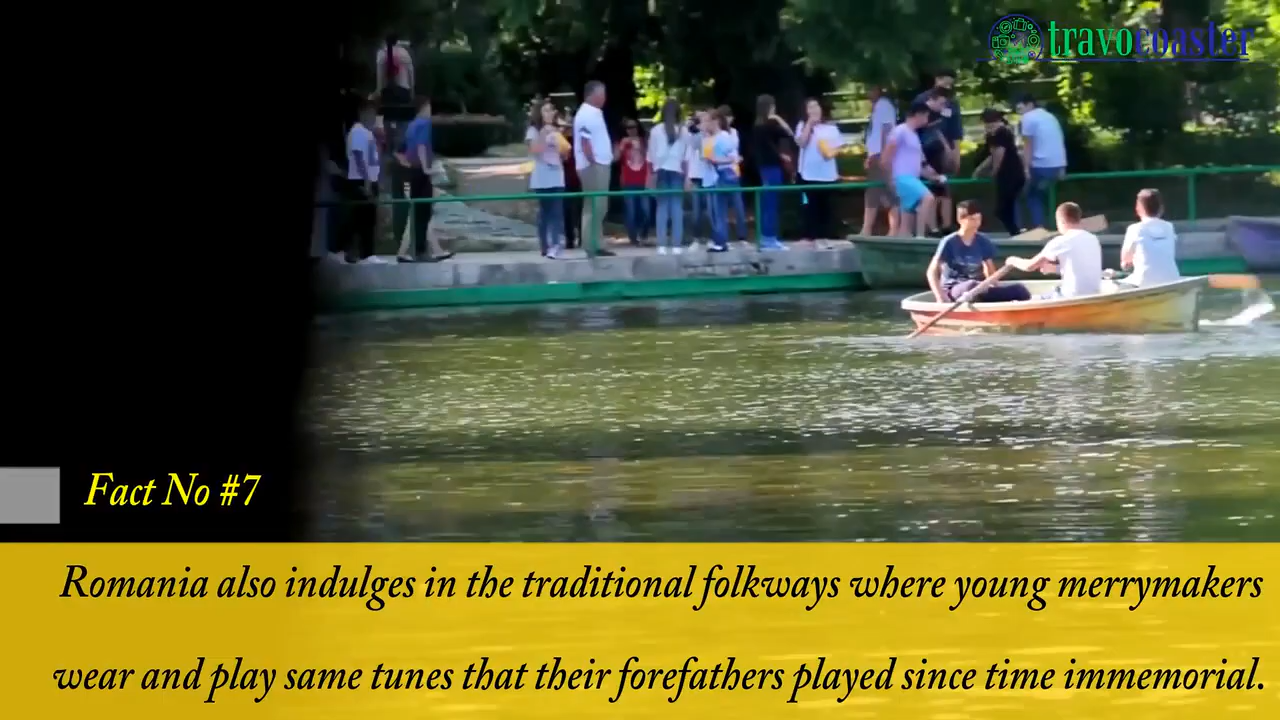 travocoaster
Fact No #7
Romania also indulges in the traditional folkways where young merrymakers
wear and play same tunes that their forefathers played since time immemorial.